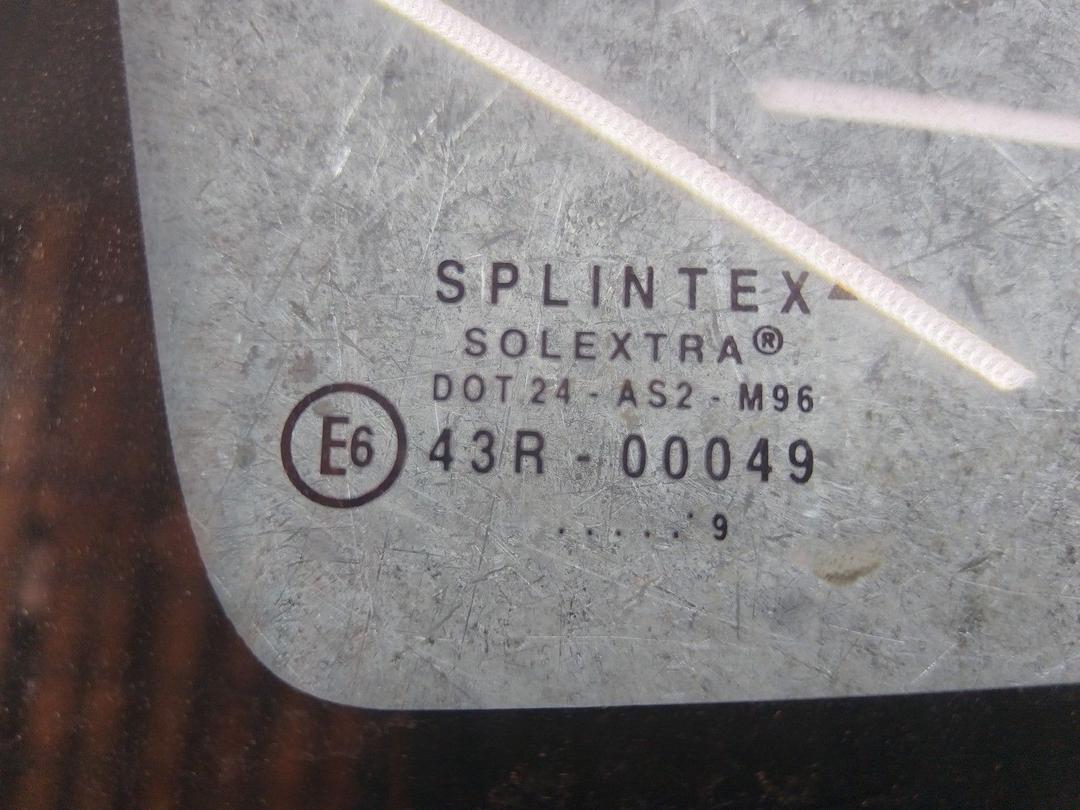 SPLINTEX
SOLEXTRA®
DOT 24 - AS2 - M96
E6 43R - 00049
. . . . . . ' 9